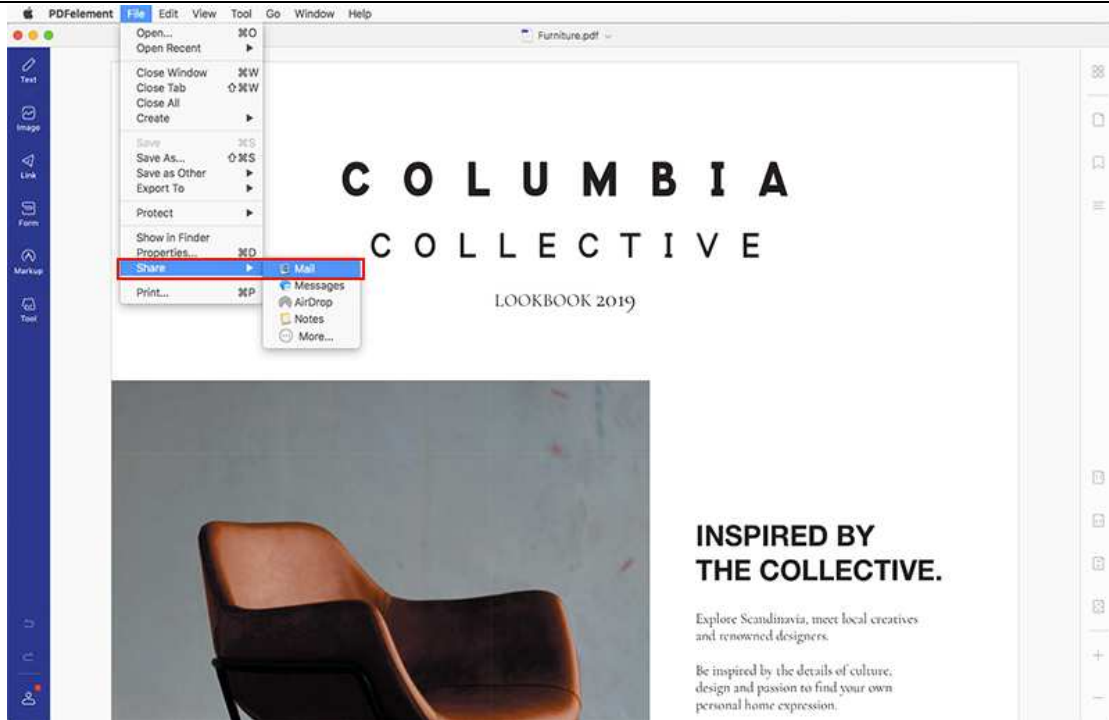 PDFelement File Edit View Tool Go Window Help
Furniture.pdf
Open... ⌘O
Open Recent
Close Window ⌘W
Close Tab ⇧⌘W
Close All
Create
Save ⌘S
Save As... ⇧⌘S
Save as Other
Export To
Protect
Show in Finder
Properties... ⌘D
Share
Print... ⌘P
Mail
Messages
AirDrop
Notes
More...
Text
Image
Link
Form
Markup
Tool
COLUMBIA
COLLECTIVE
LOOKBOOK 2019
INSPIRED BY
THE COLLECTIVE.
Explore Scandinavia, meet local creatives
and renowned designers.
Be inspired by the details of culture,
design and passion to find your own
personal home expression.